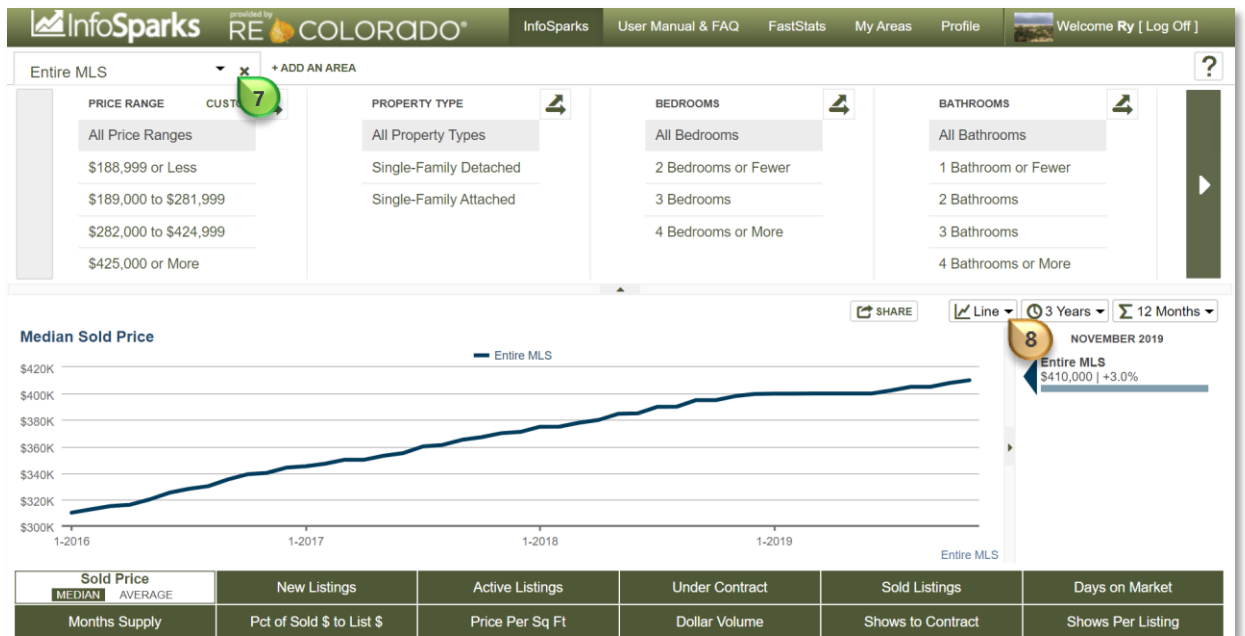 InfoSparks provided by RECOLORADO® InfoSparks User Manual & FAQ FastStats My Areas Profile Welcome Ry [ Log Off ]
Entire MLS × + ADD AN AREA ?
7
PRICE RANGE PROPERTY TYPE BEDROOMS BATHROOMS
All Price Ranges All Property Types All Bedrooms All Bathrooms
$188,999 or Less Single-Family Detached 2 Bedrooms or Fewer 1 Bathroom or Fewer
$189,000 to $281,999 Single-Family Attached 3 Bedrooms 2 Bathrooms
$282,000 to $424,999 4 Bedrooms or More 3 Bathrooms
$425,000 or More 4 Bathrooms or More
SHARE Line 3 Years Σ 12 Months
Median Sold Price 8 NOVEMBER 2019
Entire MLS Entire MLS
$410,000 | +3.0%
$420K
$400K
$380K
$360K
$340K
$320K
$300K
1-2016 1-2017 1-2018 1-2019
Entire MLS
Sold Price New Listings Active Listings Under Contract Sold Listings Days on Market
MEDIAN AVERAGE
Months Supply Pct of Sold $ to List $ Price Per Sq Ft Dollar Volume Shows to Contract Shows Per Listing